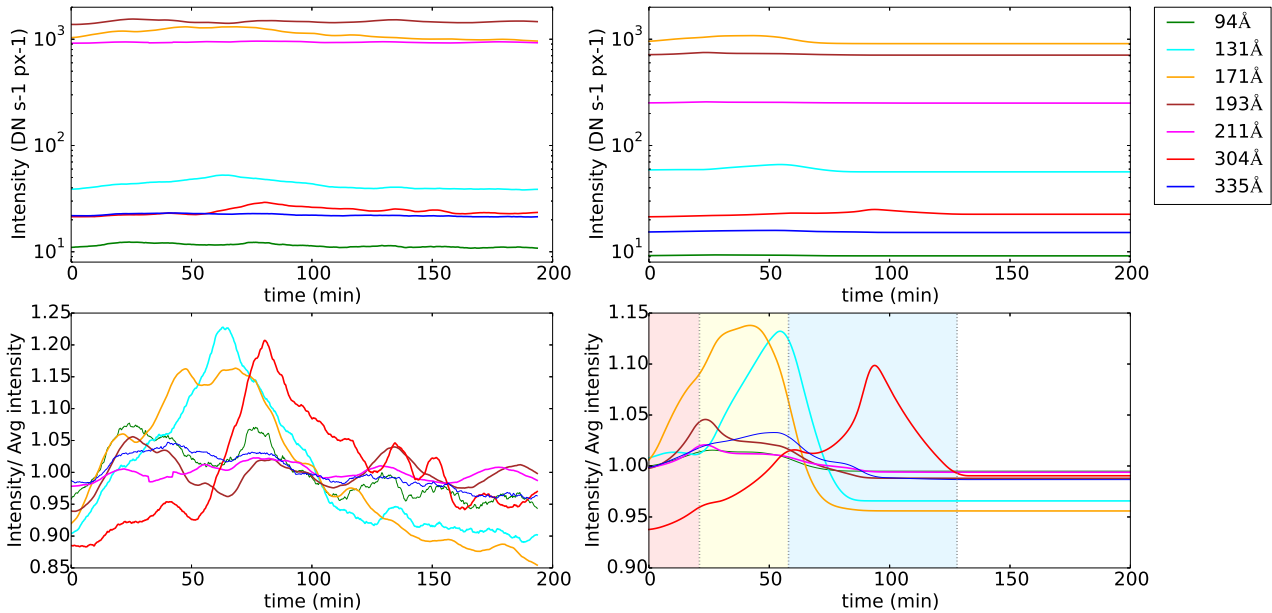 10³
10²
10¹
Intensity (DN s-1 px-1)
0 50 100 150 200
time (min)
10³
10²
10¹
Intensity (DN s-1 px-1)
0 50 100 150 200
time (min)
94Å
131Å
171Å
193Å
211Å
304Å
335Å
1.25
1.20
1.15
1.10
1.05
1.00
0.95
0.90
0.85
Intensity/ Avg intensity
0 50 100 150 200
time (min)
1.15
1.10
1.05
1.00
0.95
0.90
Intensity/ Avg intensity
0 50 100 150 200
time (min)